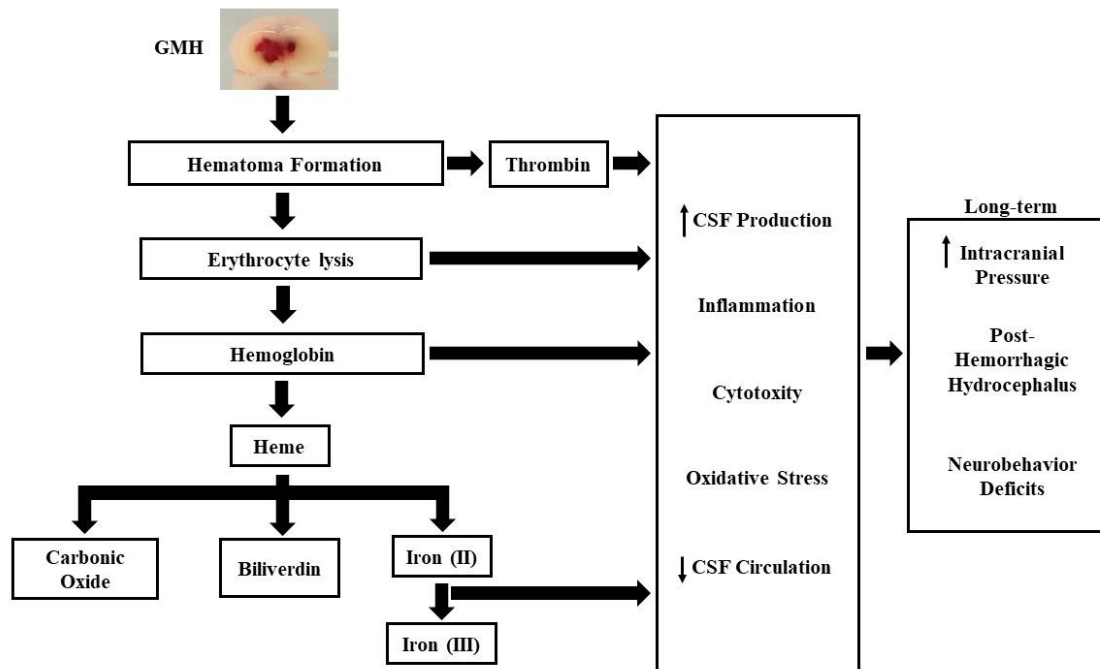 GMH
Hematoma Formation
Thrombin
Erythrocyte lysis
Hemoglobin
Heme
Carbonic
Oxide
Biliverdin
Iron (II)
Iron (III)
↑ CSF Production
Inflammation
Cytotoxity
Oxidative Stress
↓ CSF Circulation
Long-term
↑ Intracranial
Pressure
Post-
Hemorrhagic
Hydrocephalus
Neurobehavior
Deficits